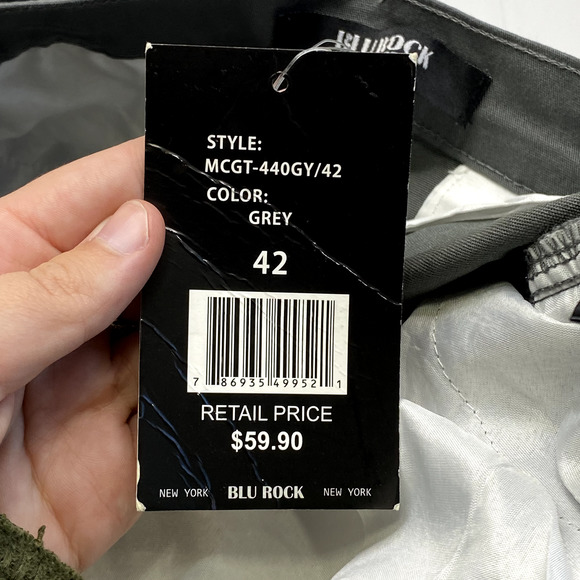 BLU ROCK
STYLE:
MCGT-440GY/42
COLOR:
GREY
42
7 86935 49952 1
RETAIL PRICE
$59.90
NEW YORK BLU ROCK NEW YORK